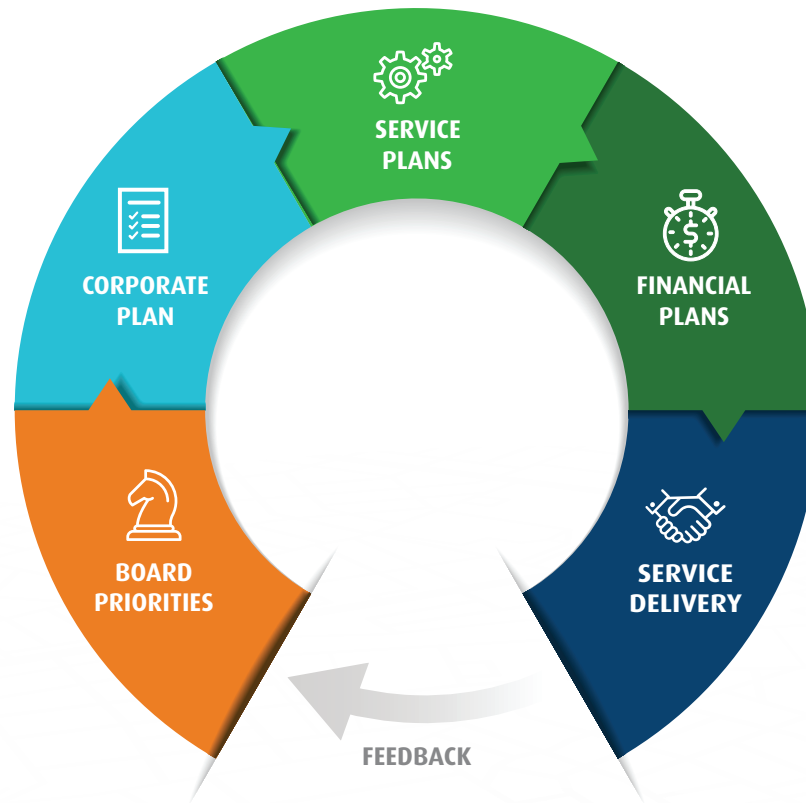 SERVICE
PLANS
CORPORATE
PLAN
$
FINANCIAL
PLANS
BOARD
PRIORITIES
SERVICE
DELIVERY
FEEDBACK